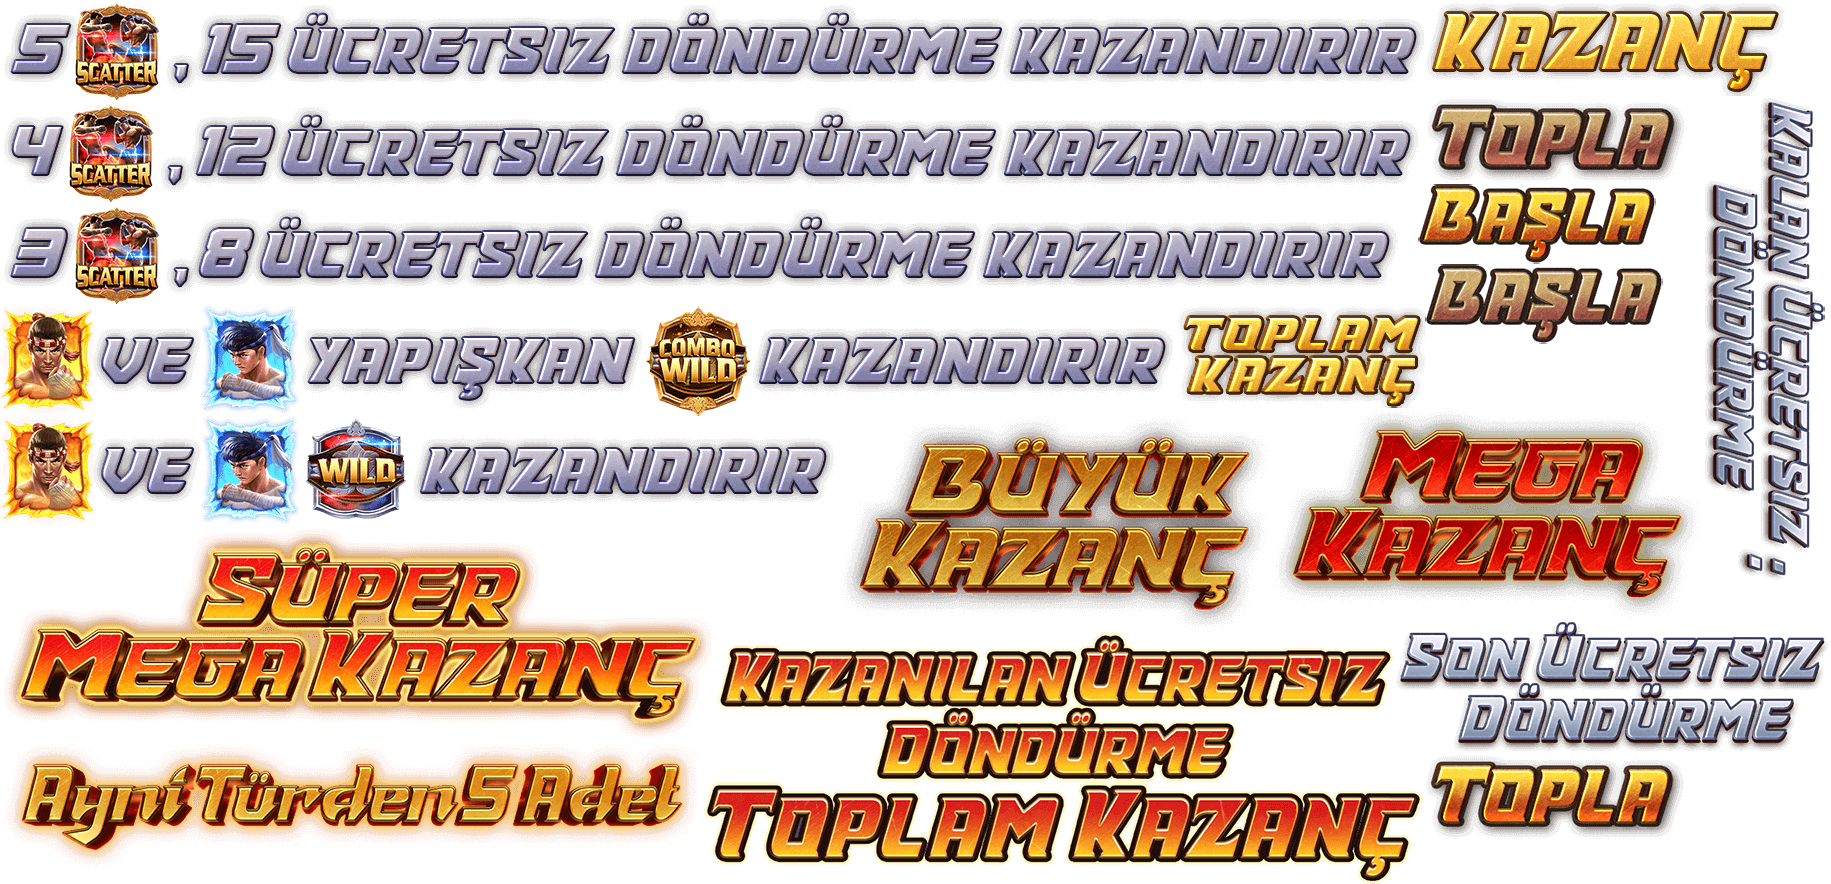 5 SCATTER, 15 ÜCRETSIZ DÖNDÜRME KAZANDIRIR
KAZANÇ
4 SCATTER, 12 ÜCRETSIZ DÖNDÜRME KAZANDIRIR
TOPLA
3 SCATTER, 8 ÜCRETSIZ DÖNDÜRME KAZANDIRIR
BAŞLA
BAŞLA
KALAN ÜCRETSIZ :
DÖNDÜRME
VE YAPIŞKAN COMBO WILD KAZANDIRIR
TOPLAM
KAZANÇ
VE WILD KAZANDIRIR
BÜYÜK
KAZANÇ
MEGA
KAZANÇ
SÜPER
MEGA KAZANÇ
KAZANILAN ÜCRETSIZ
DÖNDÜRME
SON ÜCRETSIZ
DÖNDÜRME
Ayni Türden 5 Adet
TOPLAM KAZANÇ
TOPLA